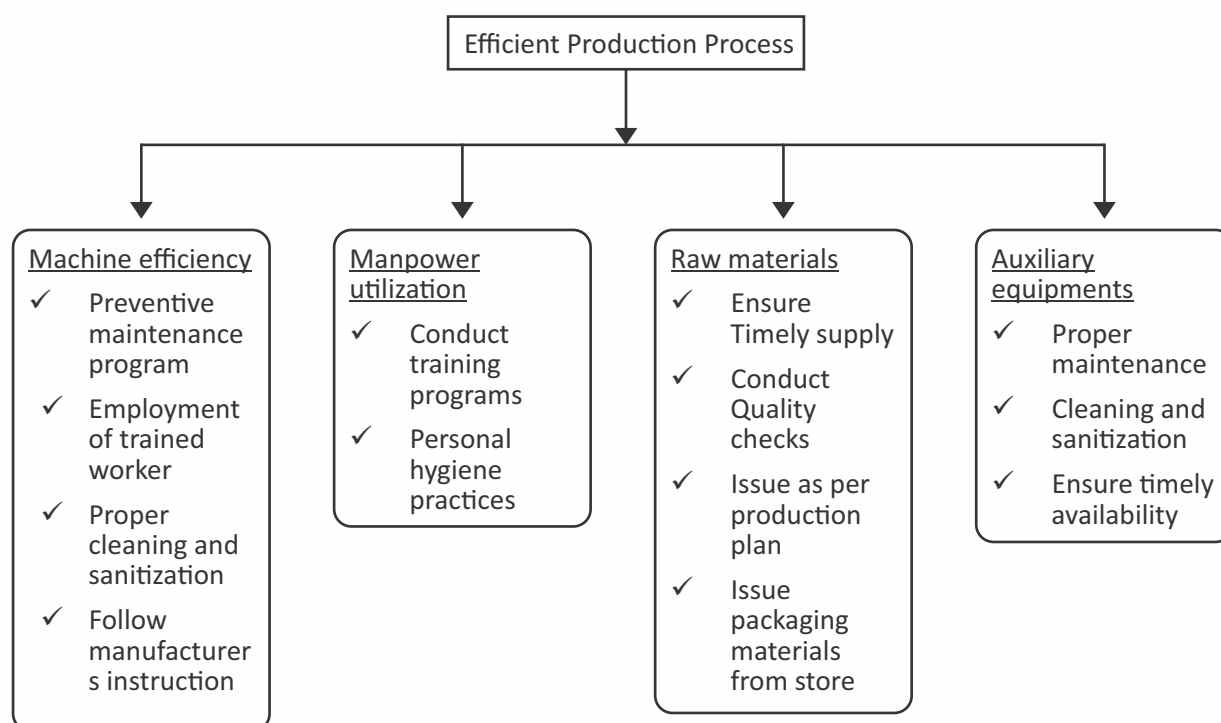 Efficient Production Process
Machine efficiency
✓ Preventive
maintenance
program
✓ Employment
of trained
worker
✓ Proper
cleaning and
sanitization
✓ Follow
manufacturer
s instruction
Manpower
utilization
✓ Conduct
training
programs
✓ Personal
hygiene
practices
Raw materials
✓ Ensure
Timely supply
✓ Conduct
Quality
checks
✓ Issue as per
production
plan
✓ Issue
packaging
materials
from store
Auxiliary
equipments
✓ Proper
maintenance
✓ Cleaning and
sanitization
✓ Ensure timely
availability